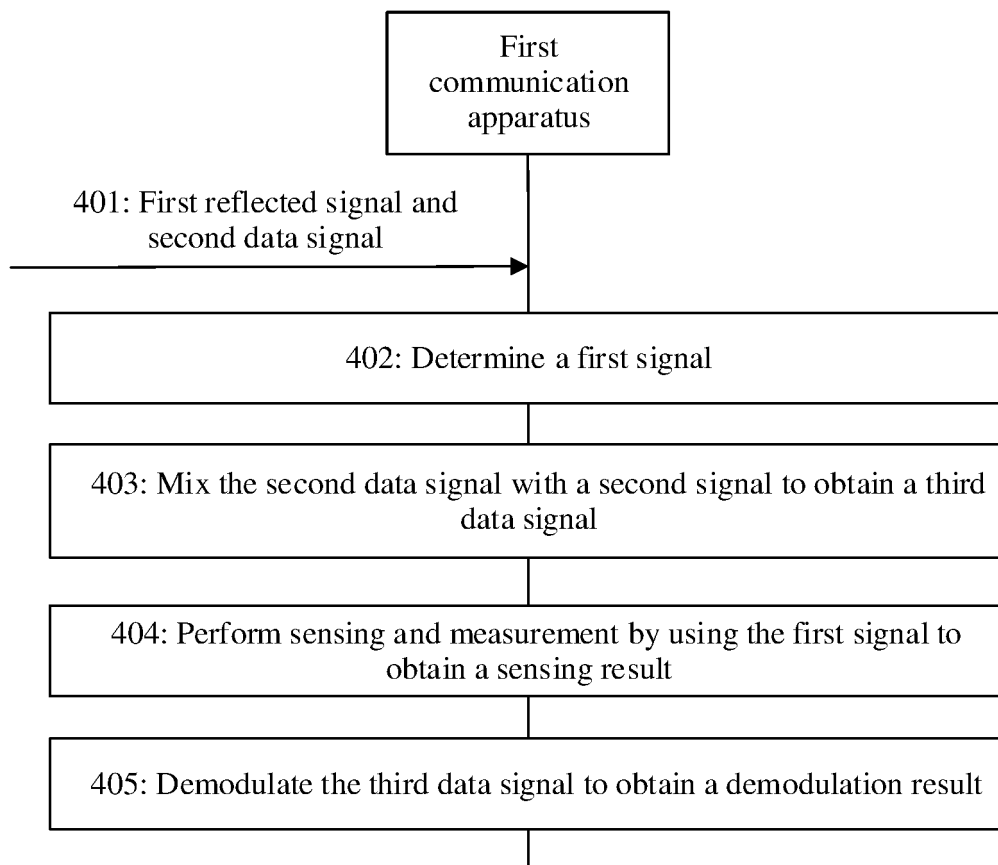 First
communication
apparatus
401: First reflected signal and
second data signal
402: Determine a first signal
403: Mix the second data signal with a second signal to obtain a third
data signal
404: Perform sensing and measurement by using the first signal to
obtain a sensing result
405: Demodulate the third data signal to obtain a demodulation result